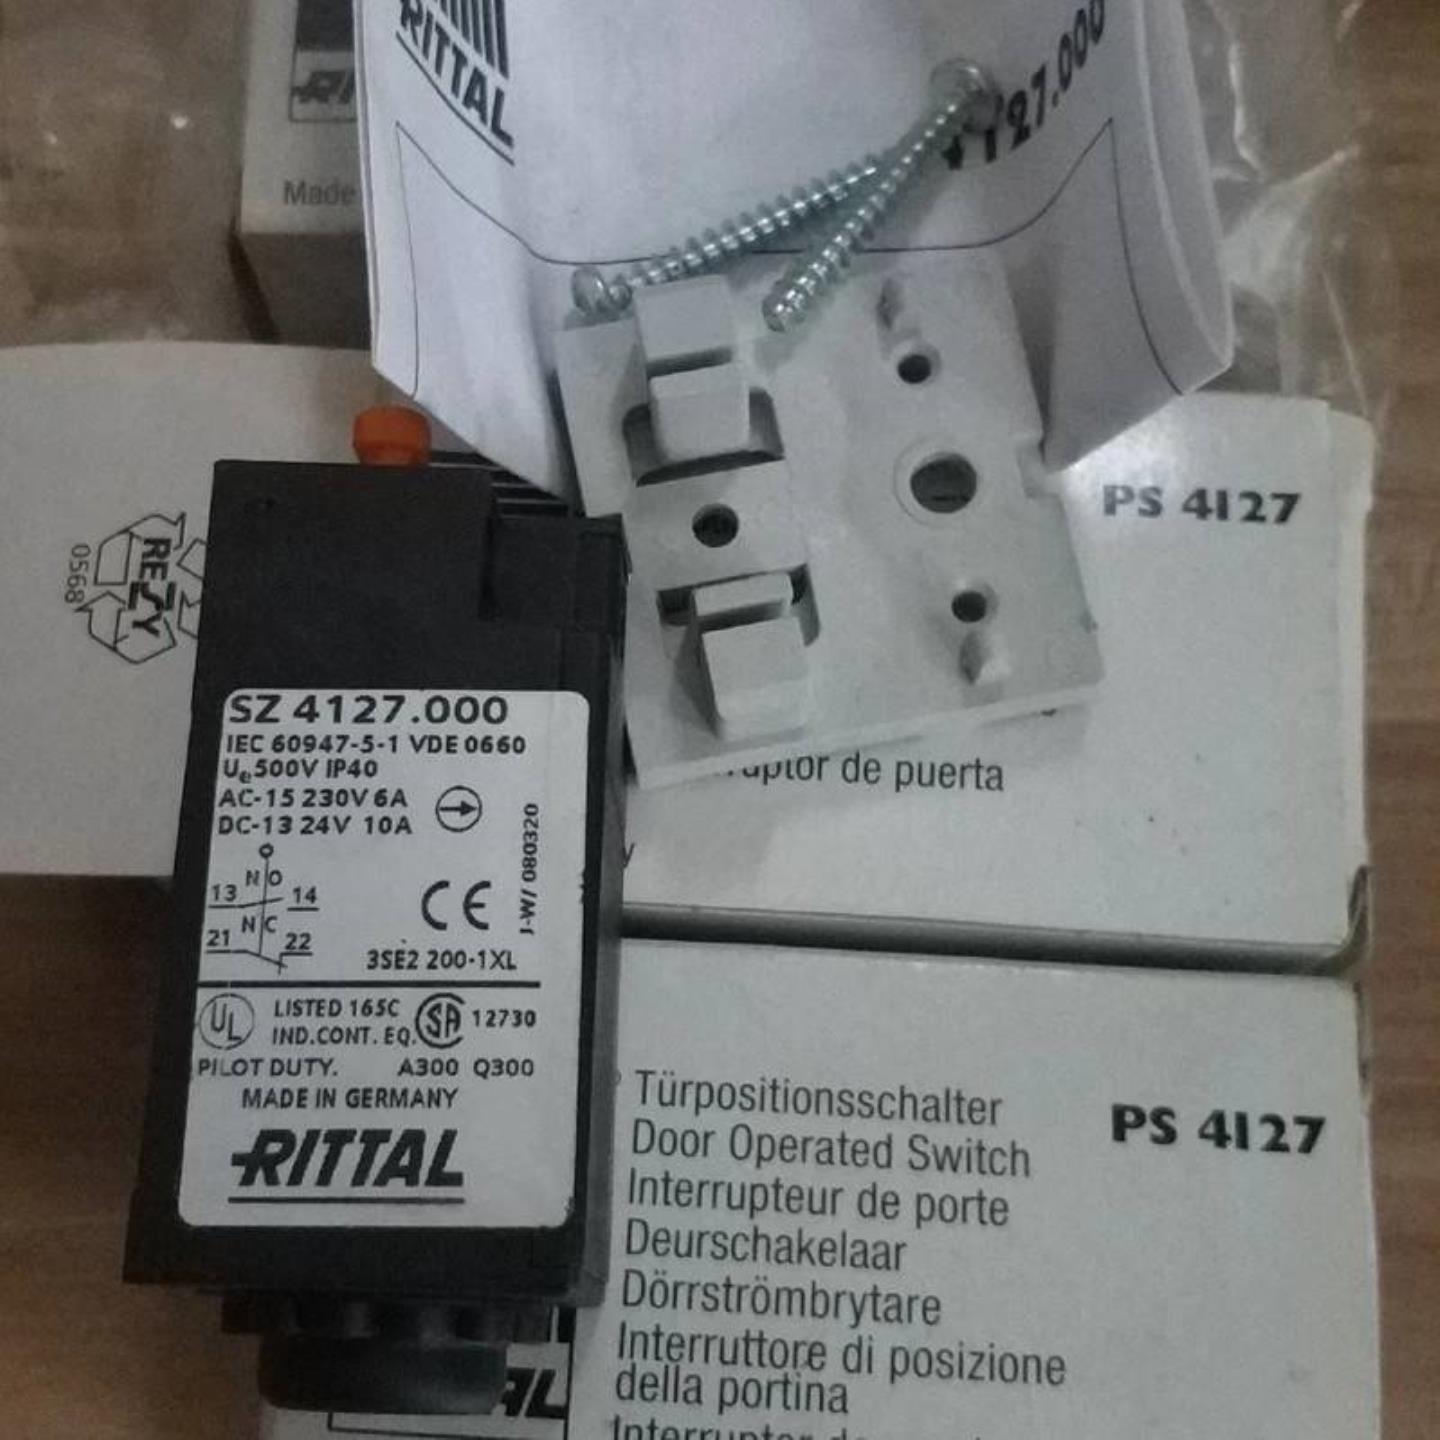 RITTAL
4127.000
Made
0568
RESY
PS 4127
de puerta
SZ 4127.000
IEC 60947-5-1 VDE 0660
Ue 500V IP40
AC-15 230V 6A
DC-13 24V 10A
NO
13 14
NC
21 22
CE
J-W/ 080320
3SE2 200-1XL
UL LISTED 165C
IND.CONT. EQ.
SA 12730
PILOT DUTY. A300 Q300
MADE IN GERMANY
RITTAL
Türpositionsschalter
PS 4127
Door Operated Switch
Interrupteur de porte
Deurschakelaar
Dörrströmbrytare
Interruttore di posizione
della portina